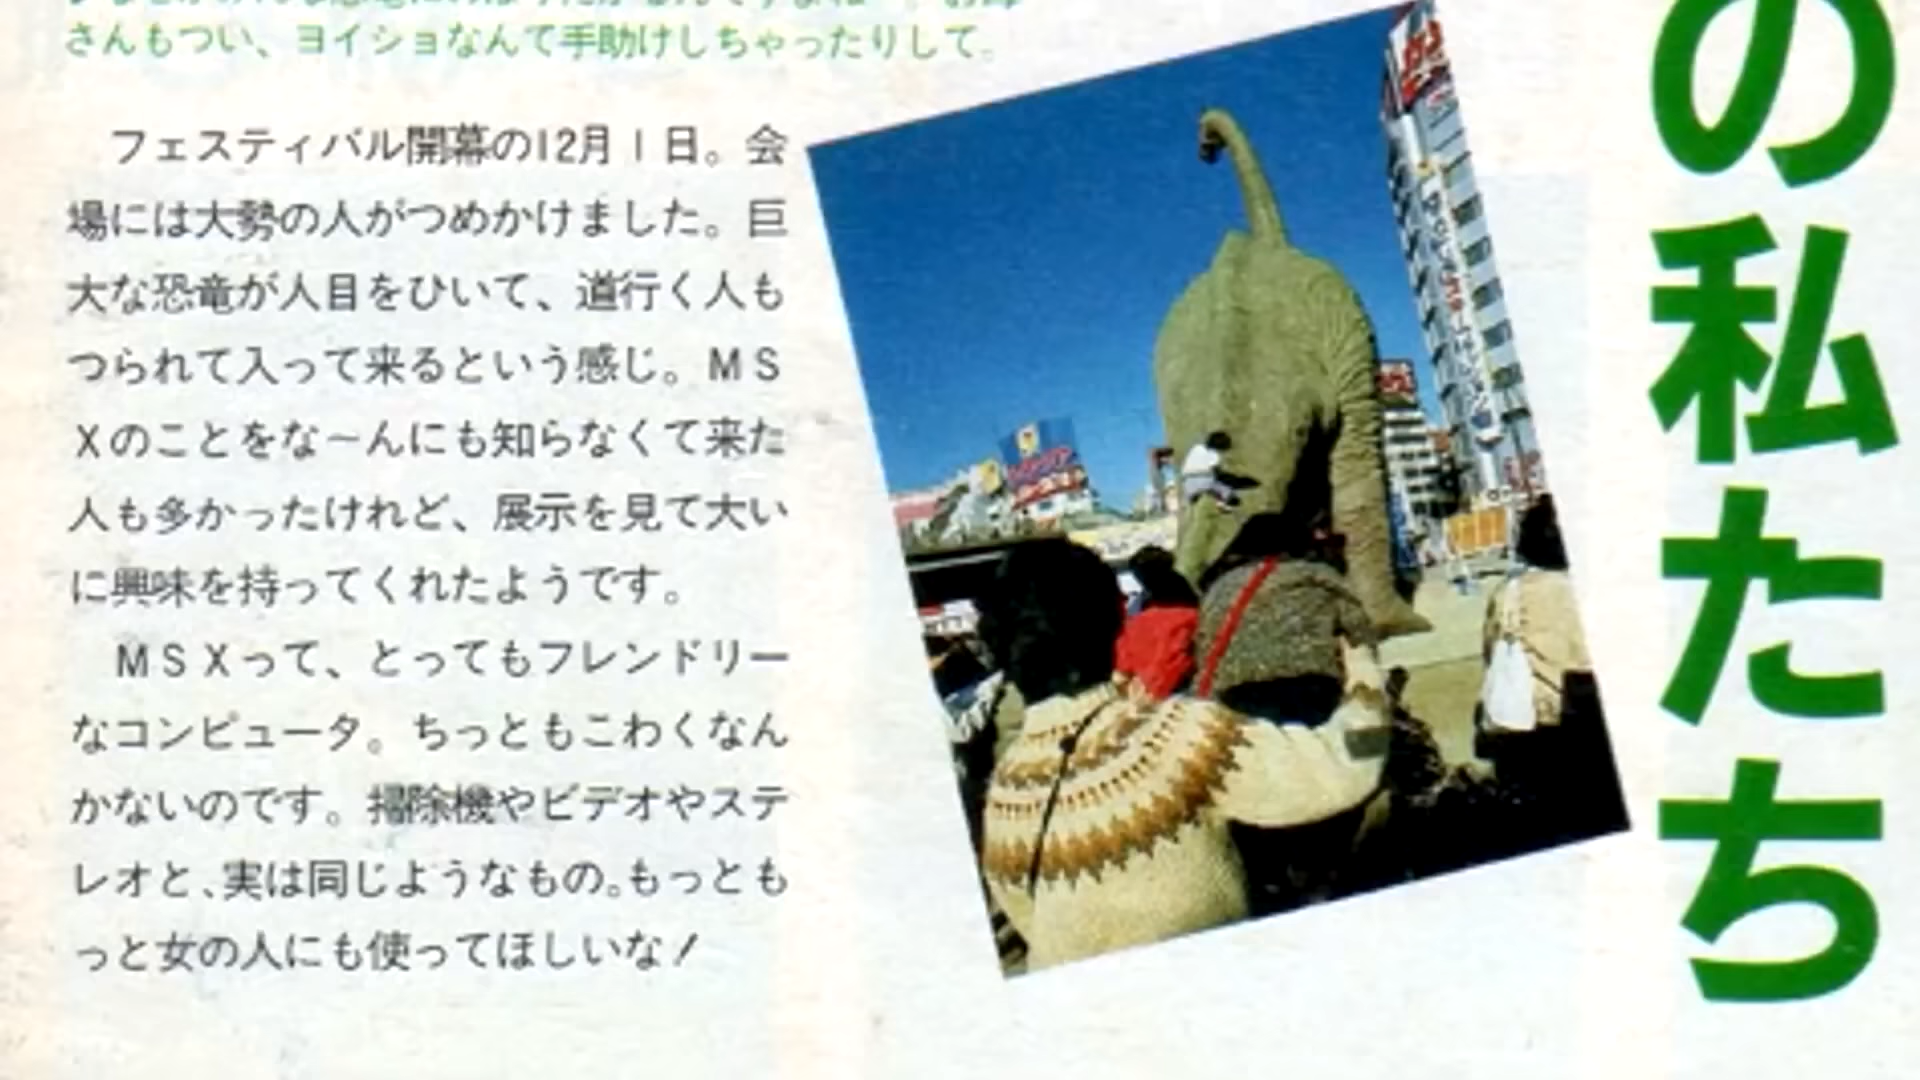 さんもつい、ヨイショなんて手助けしちゃったりして。
フェスティバル開幕の12月1日。会
場には大勢の人がつめかけました。巨
大な恐竜が人目をひいて、道行く人も
つられて入って来るという感じ。ＭＳ
Ｘのことをな〜んにも知らなくて来た
人も多かったけれど、展示を見て大い
に興味を持ってくれたようです。
ＭＳＸって、とってもフレンドリー
なコンピュータ。ちっともこわくなん
かないのです。掃除機やビデオやステ
レオと、実は同じようなもの。もっとも
っと女の人にも使ってほしいな！
の私たち